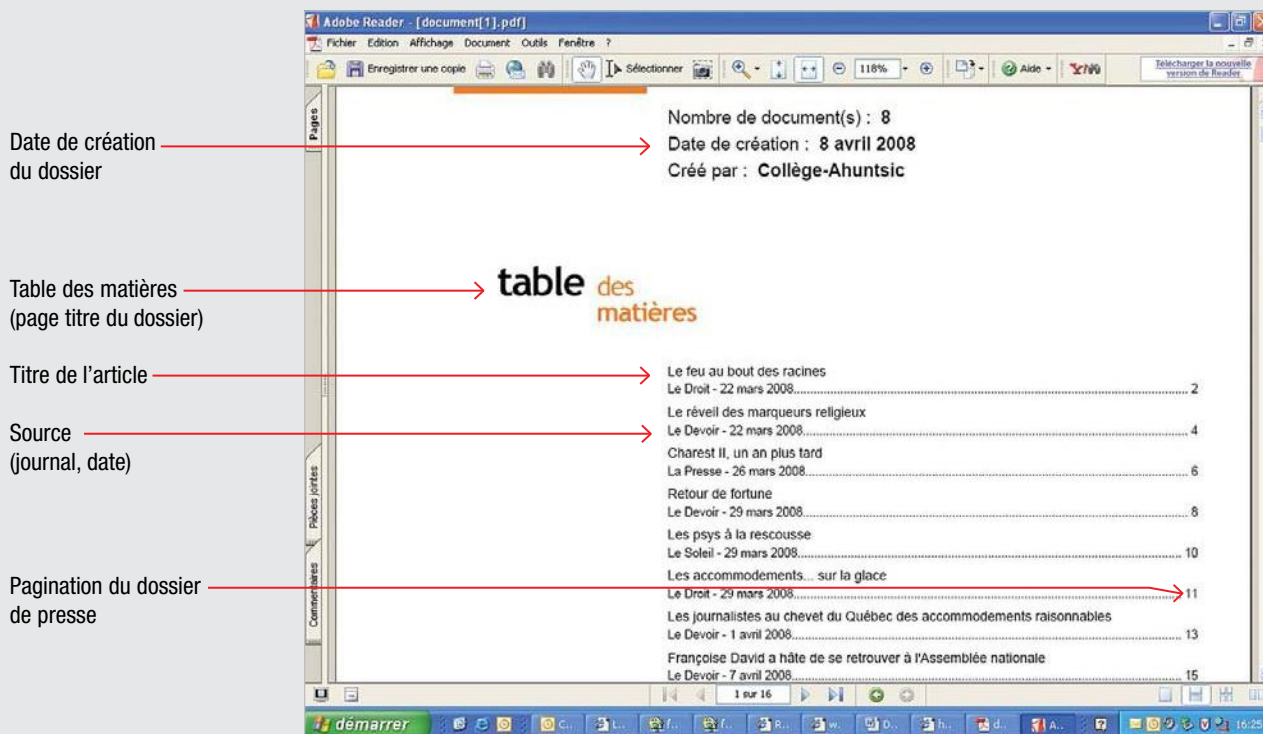 Adobe Reader - [document[1].pdf]
Fichier Edition Affichage Document Outils Fenêtre ?
Enregistrer une copie Sélectionner 118% Aide Télécharger la nouvelle
version de Reader
Pages
Nombre de document(s) : 8
Date de création
du dossier
Date de création : 8 avril 2008
Créé par : Collège-Ahuntsic
Table des matières
(page titre du dossier)
table des
matières
Titre de l'article
Le feu au bout des racines
Le Droit - 22 mars 2008 2
Source
(journal, date)
Le réveil des marqueurs religieux
Le Devoir - 22 mars 2008 4
Charest II, un an plus tard
La Presse - 26 mars 2008 6
Pièces jointes
Retour de fortune
Le Devoir - 29 mars 2008 8
Les psys à la rescousse
Le Soleil - 29 mars 2008 10
Pagination du dossier
de presse
Commentaires
Les accommodements... sur la glace
Le Droit - 29 mars 2008 11
Les journalistes au chevet du Québec des accommodements raisonnables
Le Devoir - 1 avril 2008 13
Françoise David a hâte de se retrouver à l'Assemblée nationale
Le Devoir - 7 avril 2008 15
1 sur 16
démarrer C.. L.. f.. f.. R.. w.. D.. h.. d.. A.. 16:25